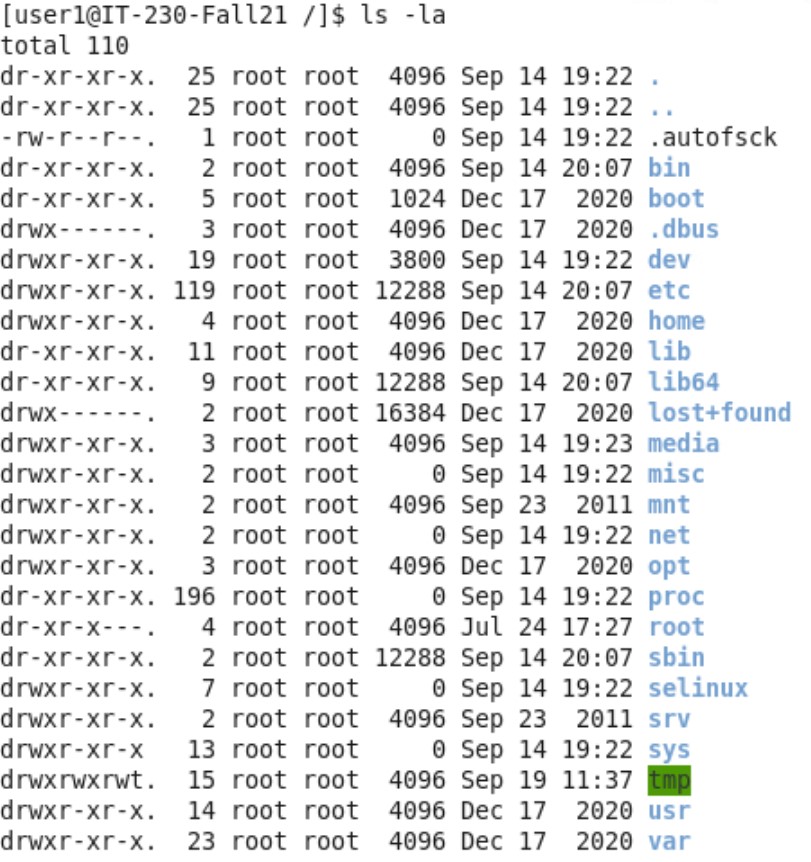 [user1@IT-230-Fall21 /]$ ls -la
total 110
dr-xr-xr-x.  25 root root  4096 Sep 14 19:22 .
dr-xr-xr-x.  25 root root  4096 Sep 14 19:22 ..
-rw-r--r--.   1 root root     0 Sep 14 19:22 .autofsck
dr-xr-xr-x.   2 root root  4096 Sep 14 20:07 bin
dr-xr-xr-x.   5 root root  1024 Dec 17  2020 boot
drwx------.   3 root root  4096 Dec 17  2020 .dbus
drwxr-xr-x.  19 root root  3800 Sep 14 19:22 dev
drwxr-xr-x. 119 root root 12288 Sep 14 20:07 etc
drwxr-xr-x.   4 root root  4096 Dec 17  2020 home
dr-xr-xr-x.  11 root root  4096 Dec 17  2020 lib
dr-xr-xr-x.   9 root root 12288 Sep 14 20:07 lib64
drwx------.   2 root root 16384 Dec 17  2020 lost+found
drwxr-xr-x.   3 root root  4096 Sep 14 19:23 media
drwxr-xr-x.   2 root root     0 Sep 14 19:22 misc
drwxr-xr-x.   2 root root  4096 Sep 23  2011 mnt
drwxr-xr-x.   2 root root     0 Sep 14 19:22 net
drwxr-xr-x.   3 root root  4096 Dec 17  2020 opt
dr-xr-xr-x. 196 root root     0 Sep 14 19:22 proc
dr-xr-x---.   4 root root  4096 Jul 24 17:27 root
dr-xr-xr-x.   2 root root 12288 Sep 14 20:07 sbin
drwxr-xr-x.   7 root root     0 Sep 14 19:22 selinux
drwxr-xr-x.   2 root root  4096 Sep 23  2011 srv
drwxr-xr-x   13 root root     0 Sep 14 19:22 sys
drwxrwxrwt.  15 root root  4096 Sep 19 11:37 tmp
drwxr-xr-x.  14 root root  4096 Dec 17  2020 usr
drwxr-xr-x.  23 root root  4096 Dec 17  2020 var